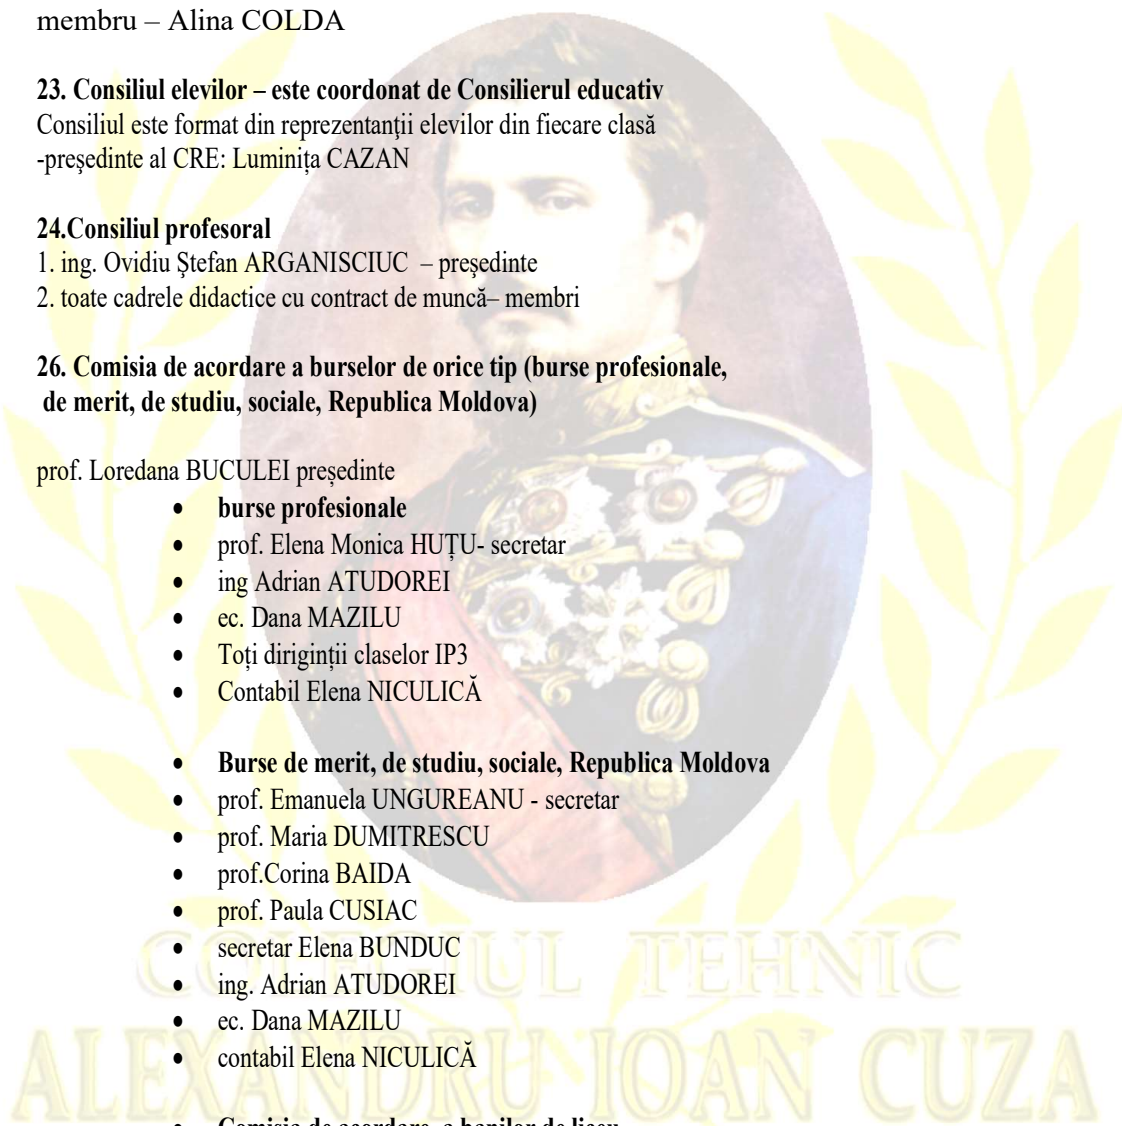 membru – Alina COLDA
23. Consiliul elevilor – este coordonat de Consilierul educativ
Consiliul este format din reprezentanţii elevilor din fiecare clasă
-preşedinte al CRE: Luminița CAZAN
24.Consiliul profesoral
1. ing. Ovidiu Ştefan ARGANISCIUC – preşedinte
2. toate cadrele didactice cu contract de muncă– membri
26. Comisia de acordare a burselor de orice tip (burse profesionale,
de merit, de studiu, sociale, Republica Moldova)
prof. Loredana BUCULEI președinte
• burse profesionale
• prof. Elena Monica HUȚU- secretar
• ing Adrian ATUDOREI
• ec. Dana MAZILU
• Toți diriginții claselor IP3
• Contabil Elena NICULICĂ
• Burse de merit, de studiu, sociale, Republica Moldova
• prof. Emanuela UNGUREANU - secretar
• prof. Maria DUMITRESCU
• prof.Corina BAIDA
• prof. Paula CUSIAC
• secretar Elena BUNDUC
• ing. Adrian ATUDOREI
• ec. Dana MAZILU
• contabil Elena NICULICĂ
• Comisia de acordare a banilor de liceu
COLEGIUL TEHNIC
ALEXANDRU IOAN CUZA